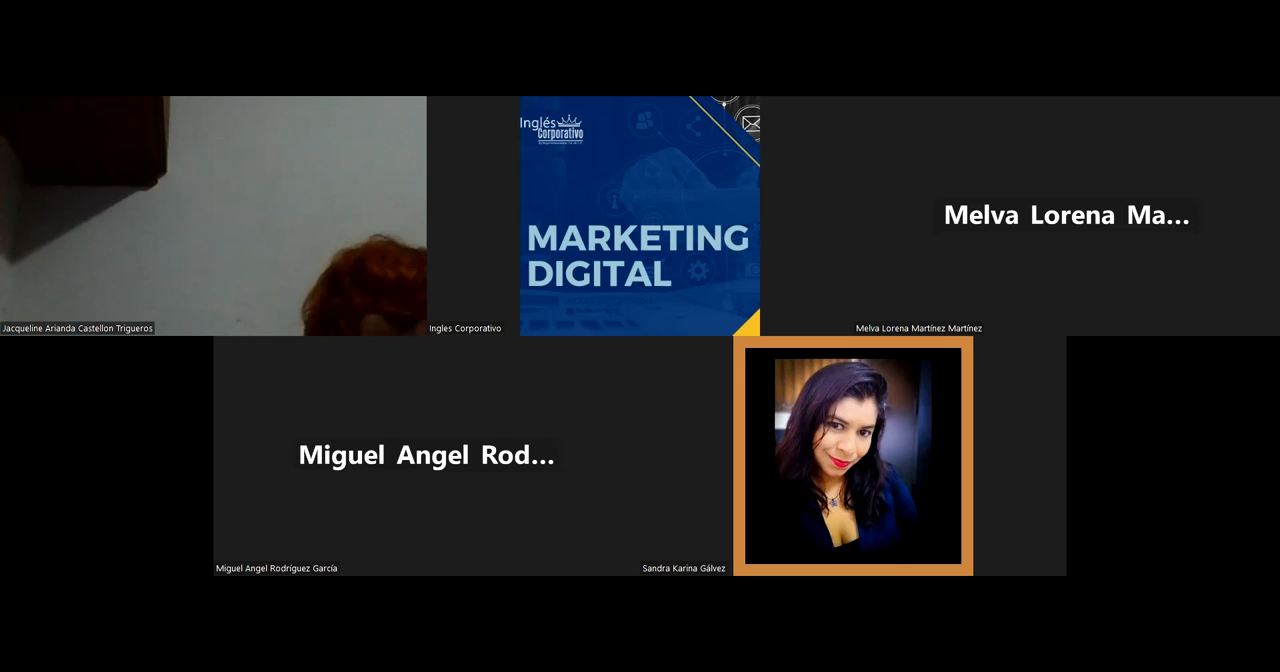 Inglés
Corporativo
MARKETING
DIGITAL
Melva Lorena Ma...
Jacqueline Arianda Castellon Trigueros
Ingles Corporativo
Melva Lorena Martínez Martínez
Miguel Angel Rod...
Miguel Angel Rodríguez García
Sandra Karina Gálvez